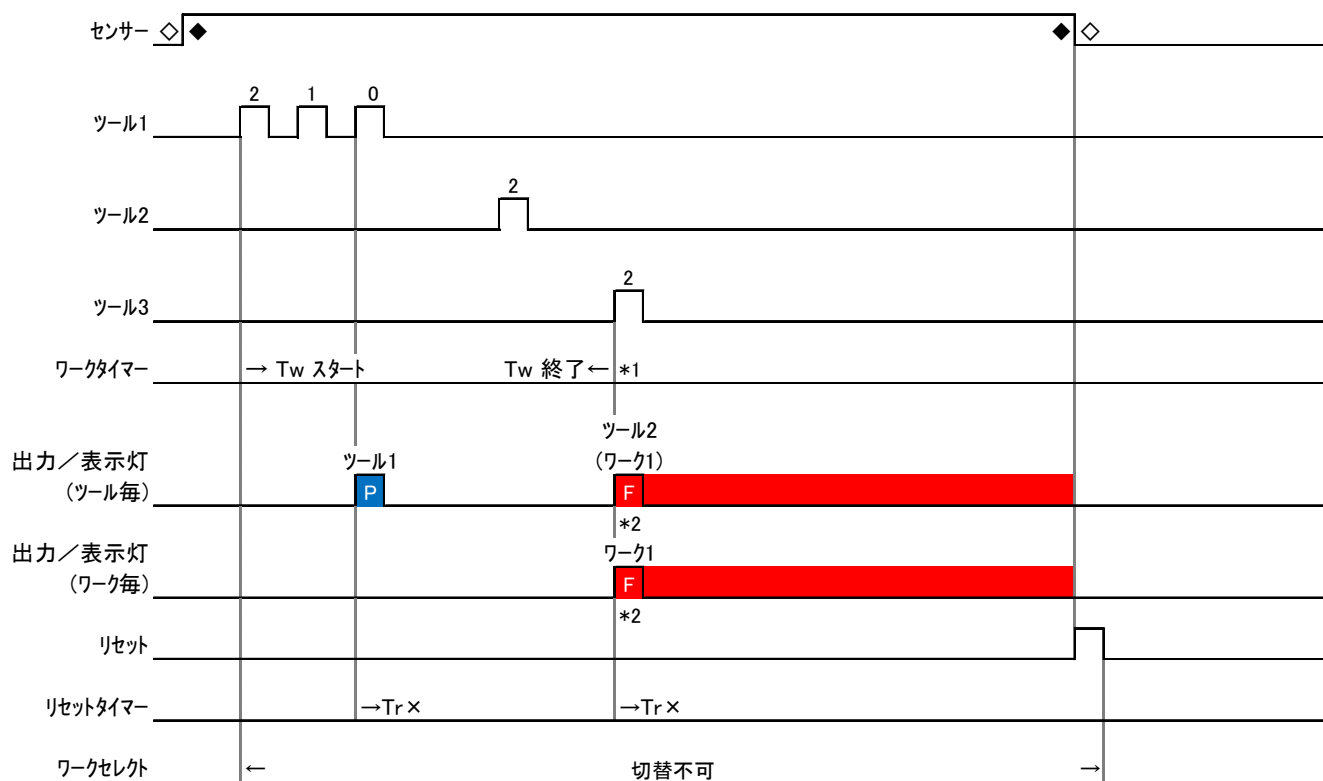 センサー ◇ ◆ ◆ ◇
2 1 0
ツール1
2
ツール2
2
ツール3
ワークタイマー → Tw スタート Tw 終了← *1
ツール2
出力／表示灯 ツール1 (ワーク1)
(ツール毎) P F
*2
出力／表示灯 ワーク1
(ワーク毎) F
*2
リセット
リセットタイマー →Tr× →Tr×
ワークセレクト ← 切替不可 →